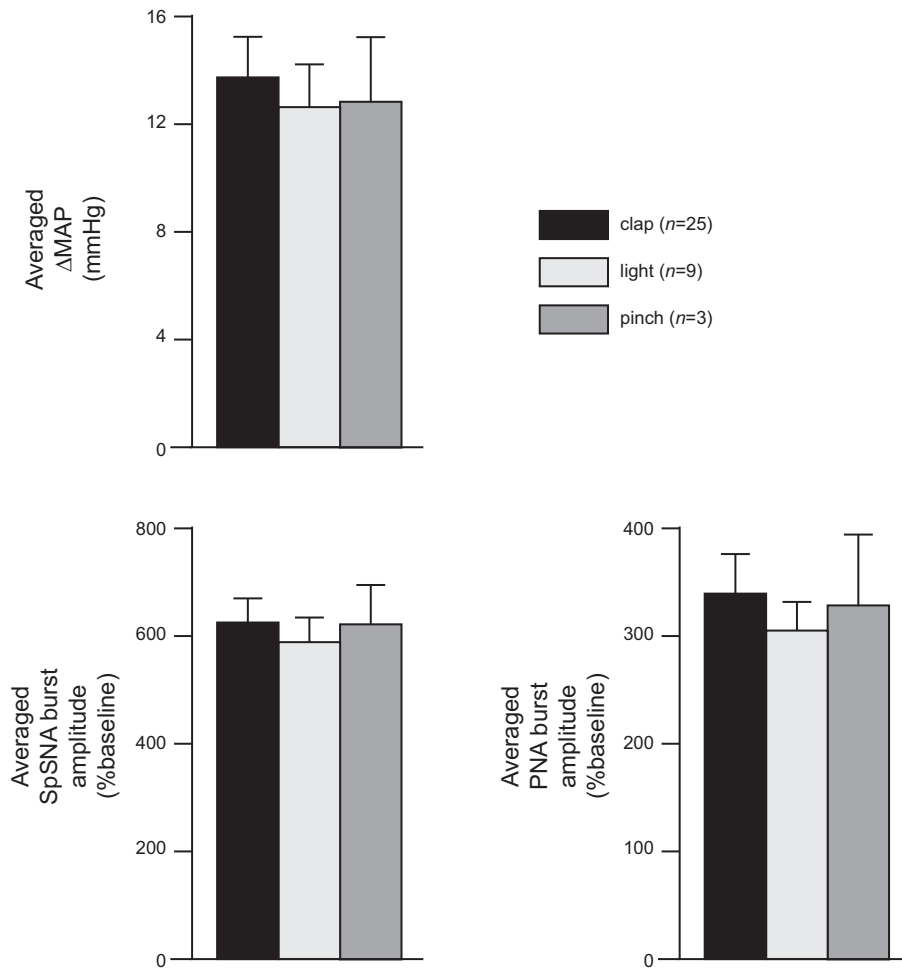 16
12
8
4
0
Averaged
ΔMAP
(mmHg)
clap (n=25)
light (n=9)
pinch (n=3)
800
600
400
200
0
Averaged
SpSNA burst
amplitude
(%baseline)
400
300
200
100
0
Averaged
PNA burst
amplitude
(%baseline)